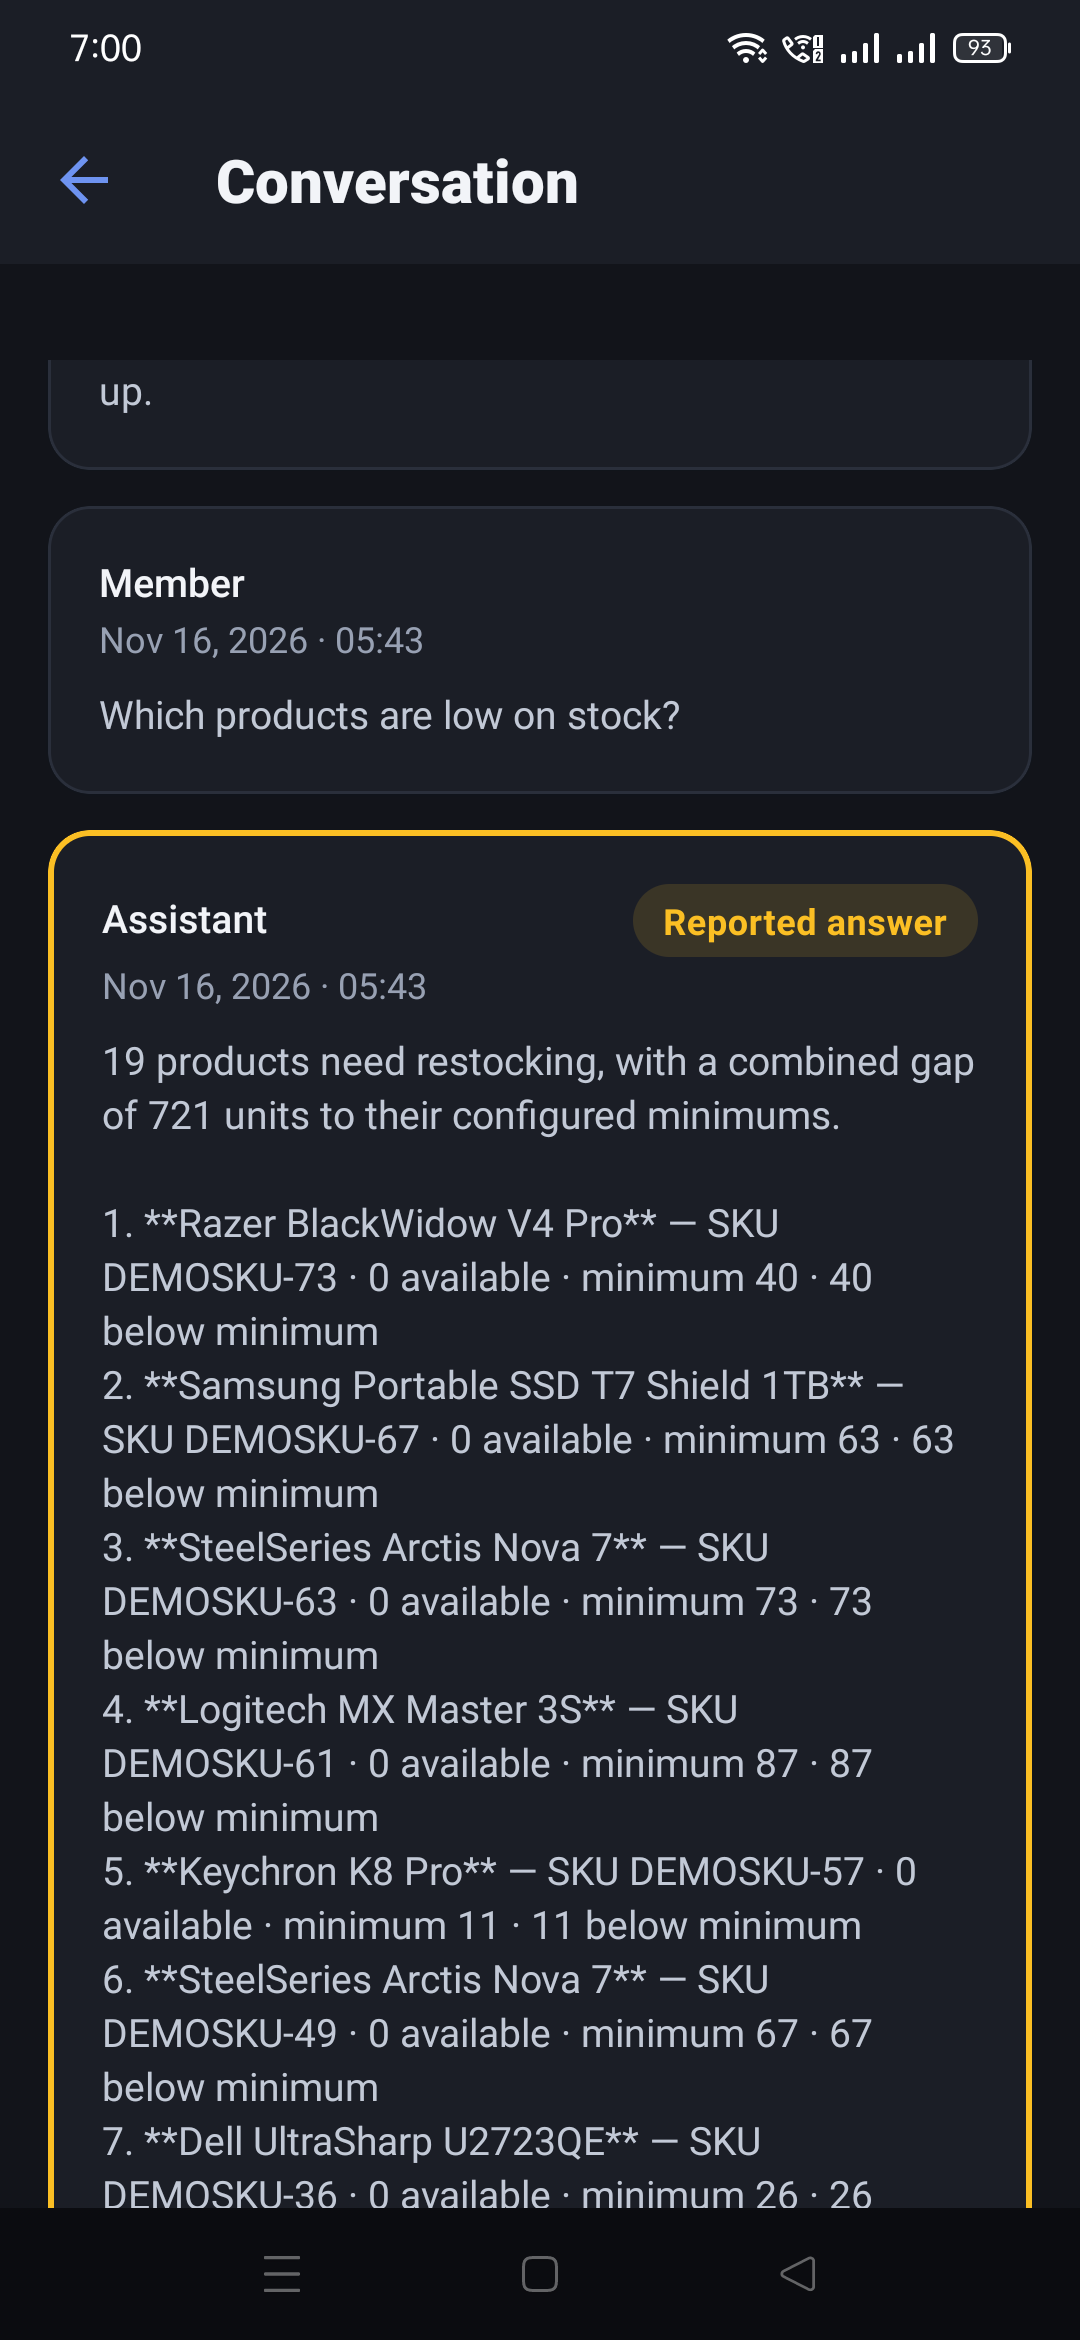 7:00
93
Conversation
up.
Member
Nov 16, 2026 · 05:43
Which products are low on stock?
Assistant
Reported answer
Nov 16, 2026 · 05:43
19 products need restocking, with a combined gap
of 721 units to their configured minimums.
1. **Razer BlackWidow V4 Pro** — SKU
DEMOSKU-73 · 0 available · minimum 40 · 40
below minimum
2. **Samsung Portable SSD T7 Shield 1TB** —
SKU DEMOSKU-67 · 0 available · minimum 63 · 63
below minimum
3. **SteelSeries Arctis Nova 7** — SKU
DEMOSKU-63 · 0 available · minimum 73 · 73
below minimum
4. **Logitech MX Master 3S** — SKU
DEMOSKU-61 · 0 available · minimum 87 · 87
below minimum
5. **Keychron K8 Pro** — SKU DEMOSKU-57 · 0
available · minimum 11 · 11 below minimum
6. **SteelSeries Arctis Nova 7** — SKU
DEMOSKU-49 · 0 available · minimum 67 · 67
below minimum
7. **Dell UltraSharp U2723QE** — SKU
DEMOSKU-36 · 0 available · minimum 26 · 26